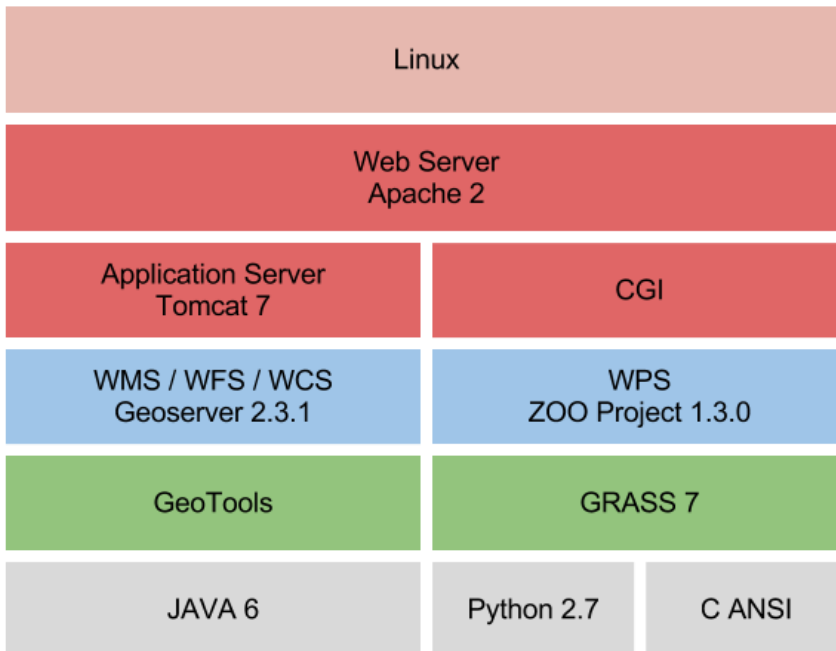 Linux
Web Server
Apache 2
Application Server
Tomcat 7
CGI
WMS / WFS / WCS
Geoserver 2.3.1
WPS
ZOO Project 1.3.0
GeoTools
GRASS 7
JAVA 6
Python 2.7
C ANSI